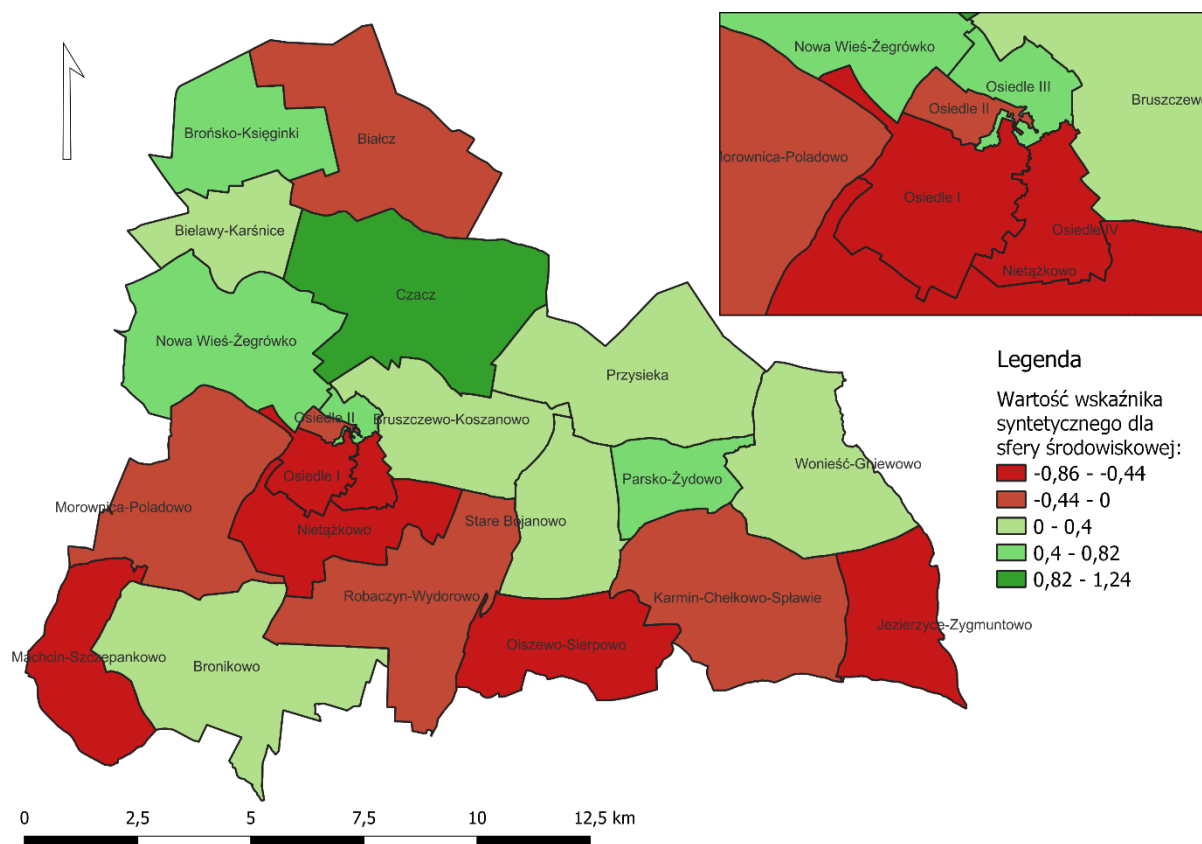 Nowa Wieś-Żegrówko
Osiedle III
Bruszczewo
Osiedle II
Morownica-Poladowo
Osiedle I
Osiedle IV
Nietążkowo
Brońsko-Księginki
Białcz
Bielawy-Karśnice
Czacz
Nowa Wieś-Żegrówko
Przysieka
Osiedle II
Bruszczewo-Koszanowo
Wonieść-Gniewowo
Osiedle I
Parsko-Żydowo
Morownica-Poladowo
Nietążkowo
Stare Bojanowo
Robaczyn-Wydorowo
Karmin-Chełkowo-Spławie
Jezierzyce-Zygmuntowo
Olszewo-Sierpowo
Machcin-Szczepankowo
Bronikowo
Legenda
Wartość wskaźnika
syntetycznego dla
sfery środowiskowej:
-0,86 - -0,44
-0,44 - 0
0 - 0,4
0,4 - 0,82
0,82 - 1,24
0 2,5 5 7,5 10 12,5 km